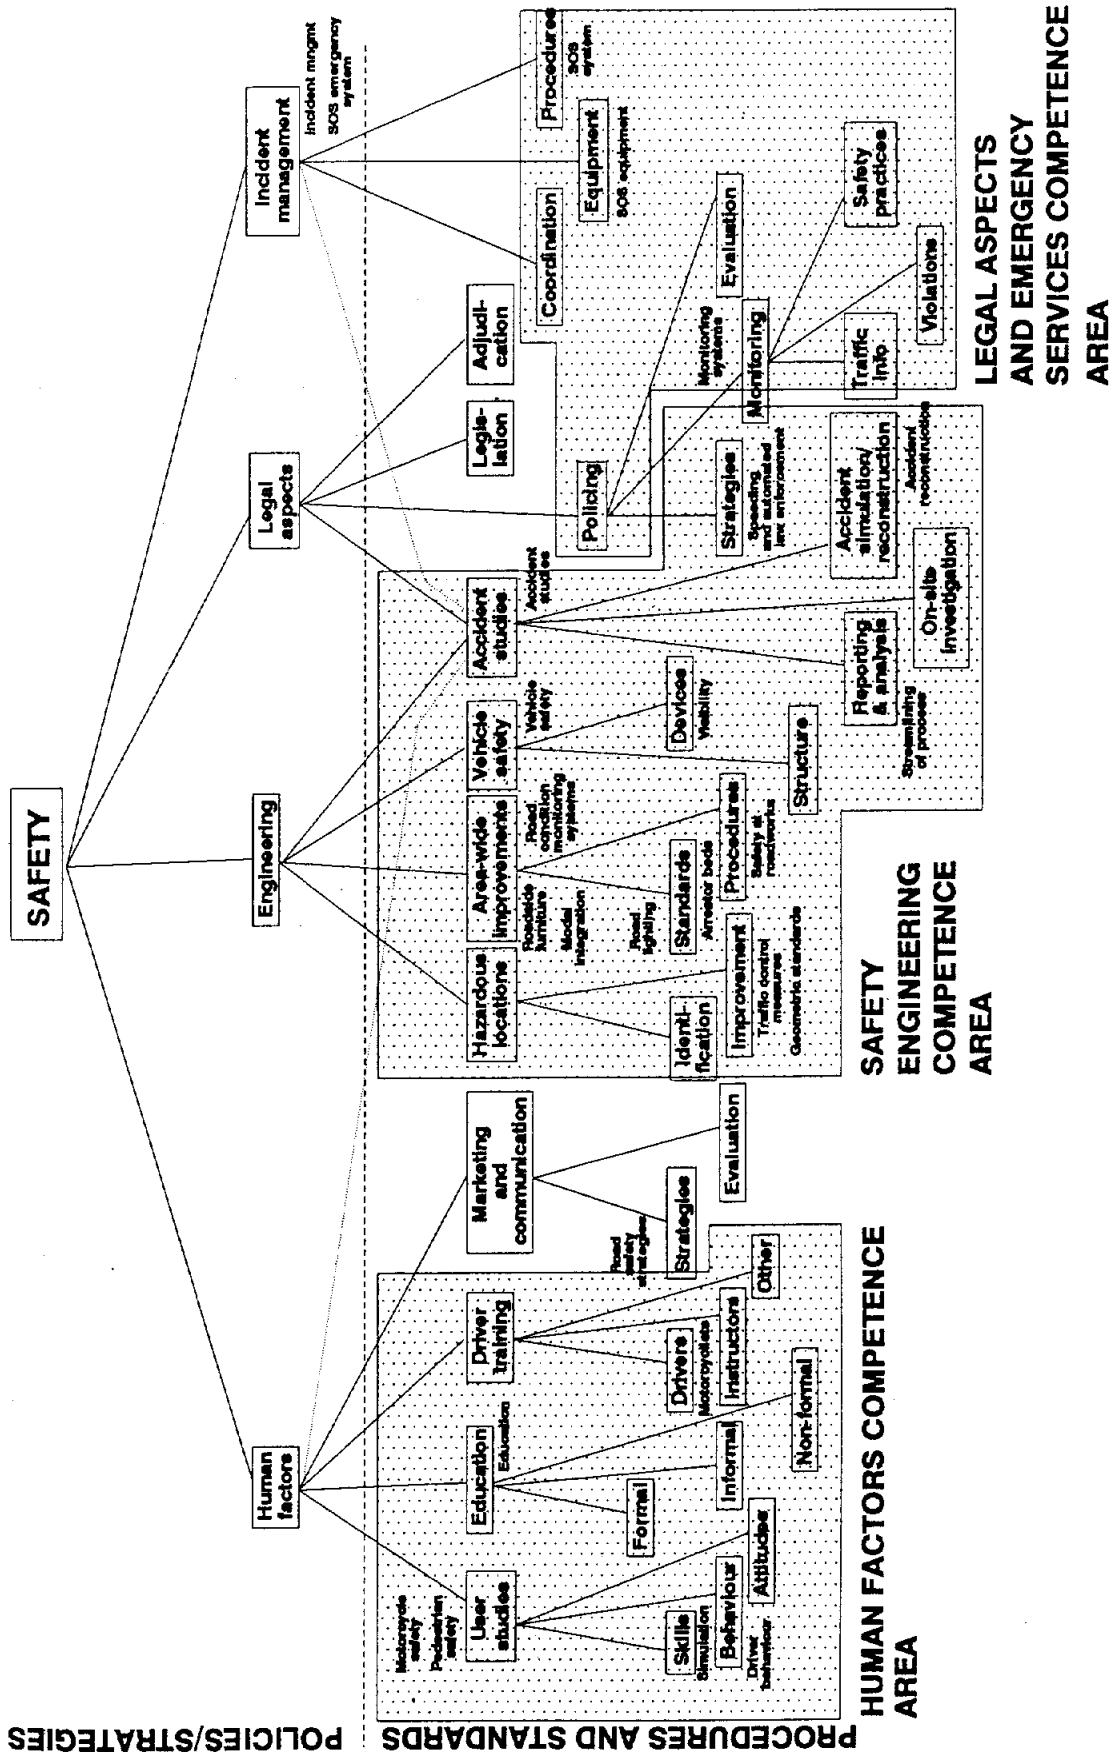 SAFETY
Human
factors
Engineering
Legal
aspects
Incident
management
Incident mngmt
SOS emergency
system
POLICIES/STRATEGIES
PROCEDURES AND STANDARDS
Motorcycle
safety
Pedestrian
safety
User
studies
Education
Education
Driver
training
Marketing
and
communication
Hazardous
locations
Area-wide
improvements
Roadside
furniture
Modal
integration
Road
condition
monitoring
systems
Vehicle
safety
Vehicle
safety
Accident
studies
Accident
studies
Legis-
lation
Adjudi-
cation
Coordination
Equipment
SOS equipment
Procedures
SOS
system
Policing
Skills
Simulation
Behaviour
Driver
behaviour
Attitudes
Formal
Informal
Non-formal
Drivers
Motorcyclists
Instructors
Other
Road
safety
strategies
Strategies
Evaluation
Identi-
fication
Improvement
Traffic control
measures
Geometric standards
Road
lighting
Standards
Arrestor beds
Procedures
Safety at
roadworks
Devices
Visibility
Structure
Reporting
& analysis
Streamlining
of process
On-site
investigation
Accident
simulation/
reconstruction
Accident
reconstruction
Strategies
Speeding
and automated
law enforcement
Monitoring
systems
Monitoring
Evaluation
Traffic
info
Violations
Safety
practices
HUMAN FACTORS COMPETENCE
AREA
SAFETY
ENGINEERING
COMPETENCE
AREA
LEGAL ASPECTS
AND EMERGENCY
SERVICES COMPETENCE
AREA